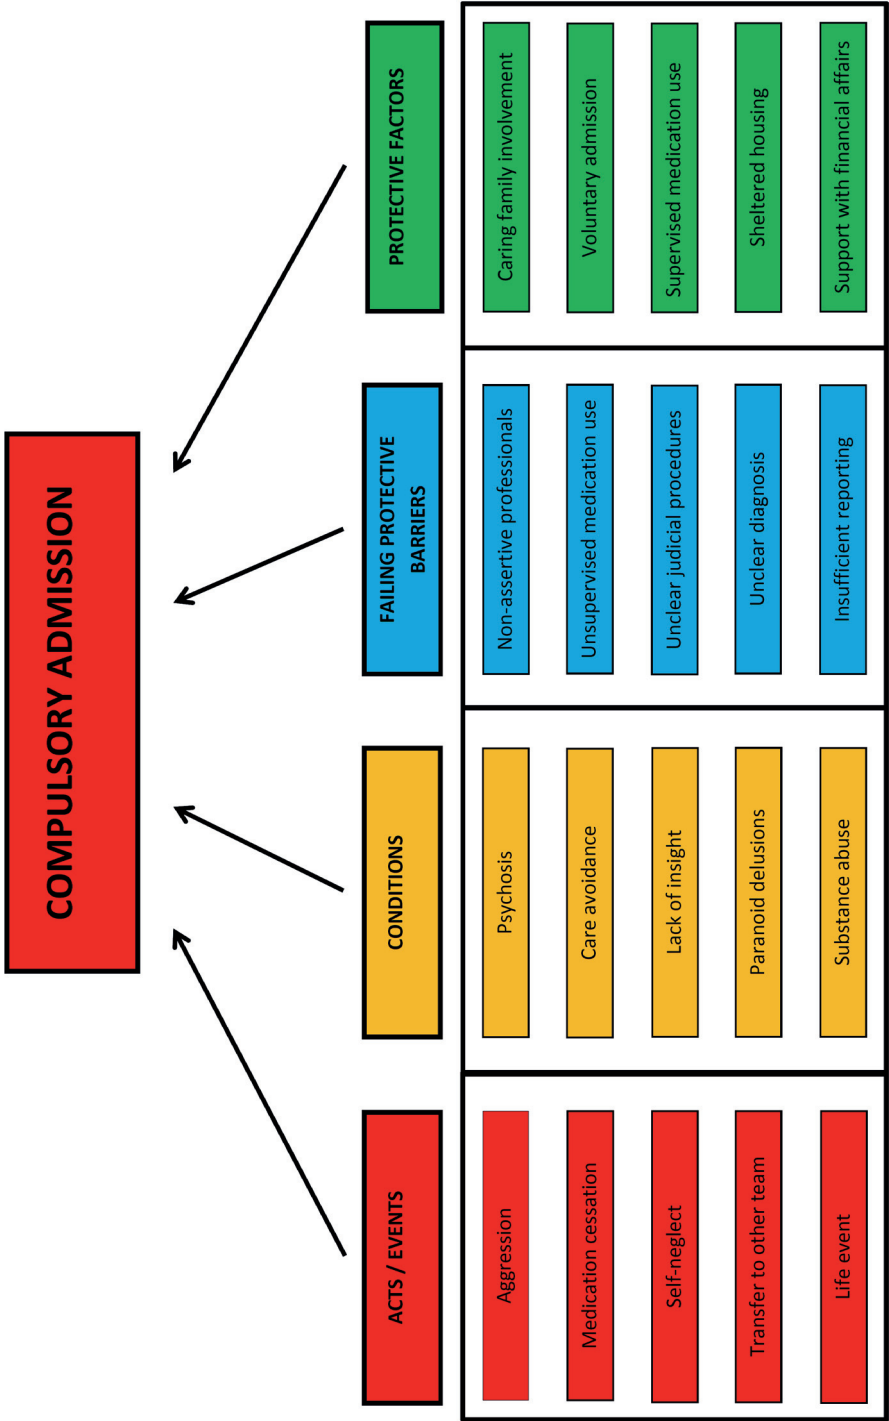 COMPULSORY ADMISSION
ACTS / EVENTS
Aggression
Medication cessation
Self-neglect
Transfer to other team
Life event
CONDITIONS
Psychosis
Care avoidance
Lack of insight
Paranoid delusions
Substance abuse
FAILING PROTECTIVE
BARRIERS
Non-assertive professionals
Unsupervised medication use
Unclear judicial procedures
Unclear diagnosis
Insufficient reporting
PROTECTIVE FACTORS
Caring family involvement
Voluntary admission
Supervised medication use
Sheltered housing
Support with financial affairs